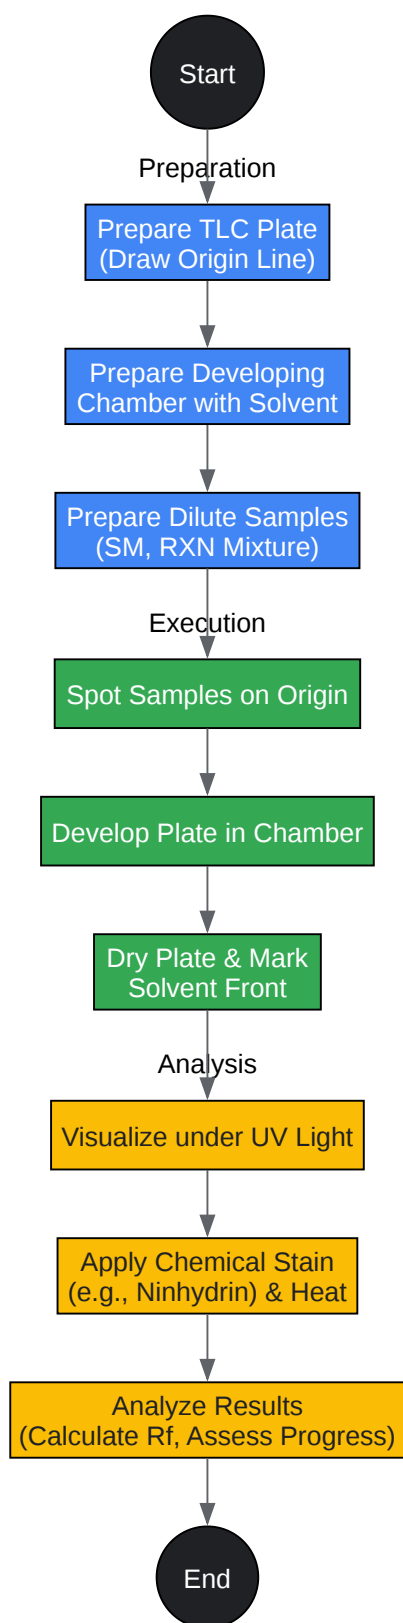 Start
Preparation
Prepare TLC Plate
(Draw Origin Line)
Prepare Developing
Chamber with Solvent
Prepare Dilute Samples
(SM, RXN Mixture)
Execution
Spot Samples on Origin
Develop Plate in Chamber
Dry Plate & Mark
Solvent Front
Analysis
Visualize under UV Light
Apply Chemical Stain
(e.g., Ninhydrin) & Heat
Analyze Results
(Calculate Rf, Assess Progress)
End